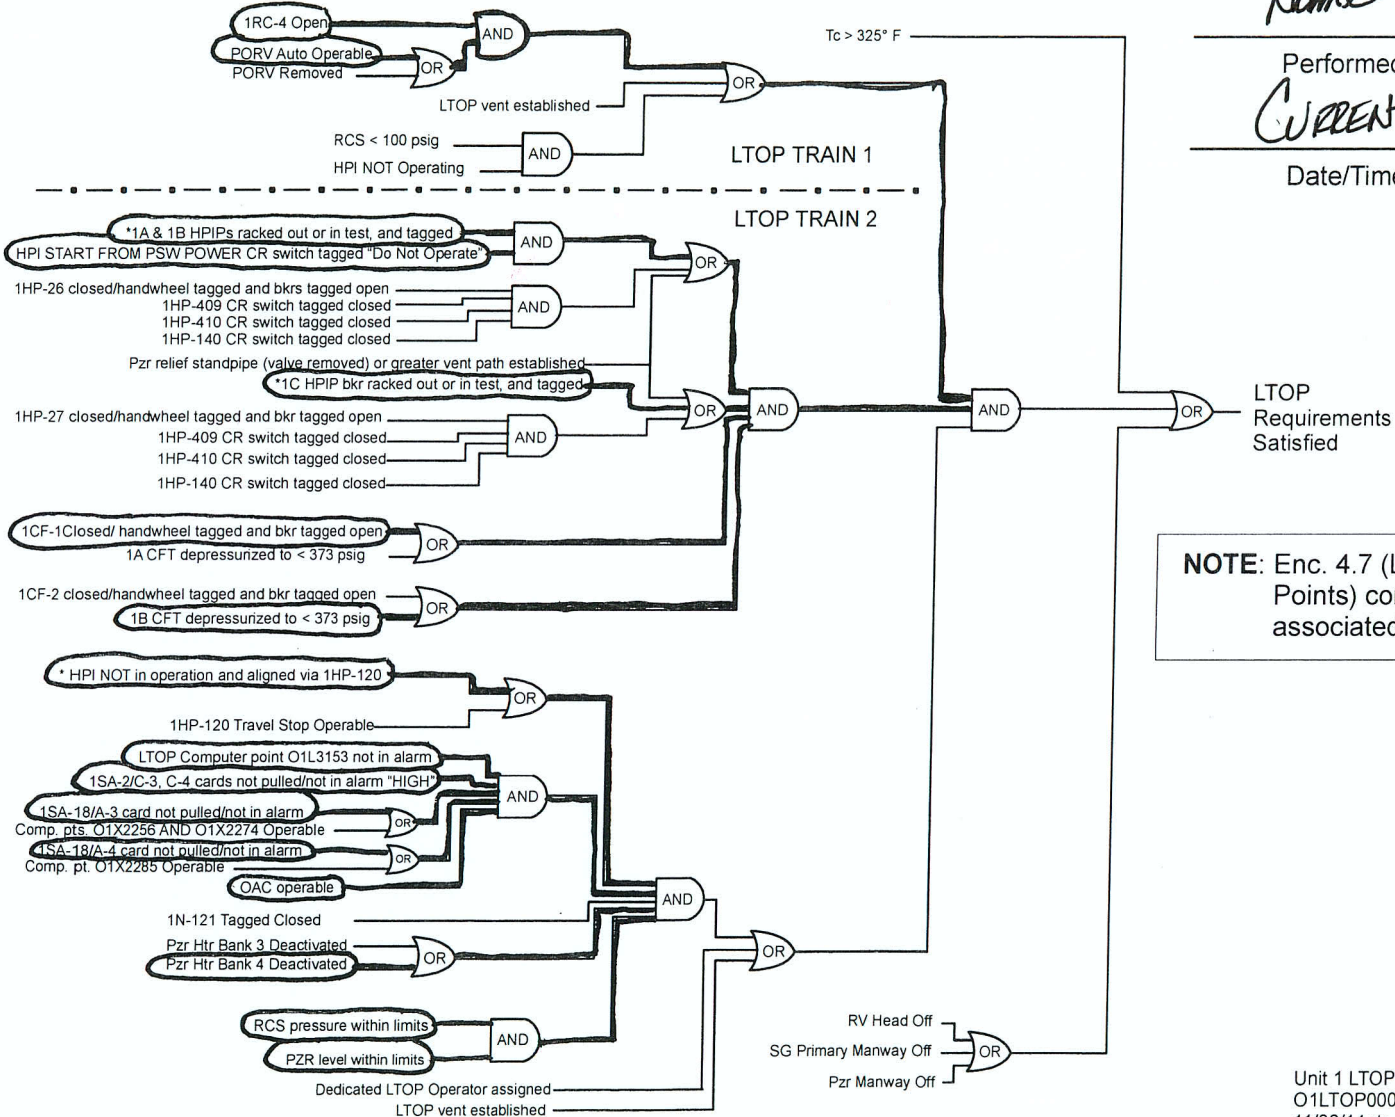 Name
Performed
CURRENT
Date/Time
1RC-4 Open
PORV Auto Operable
PORV Removed
OR
AND
LTOP vent established
RCS < 100 psig
HPI NOT Operating
AND
OR
LTOP TRAIN 1
Tc > 325° F
LTOP TRAIN 2
*1A & 1B HPIPs racked out or in test, and tagged
HPI START FROM PSW POWER CR switch tagged "Do Not Operate"
AND
1HP-26 closed/handwheel tagged and bkrs tagged open
1HP-409 CR switch tagged closed
1HP-410 CR switch tagged closed
1HP-140 CR switch tagged closed
AND
OR
Pzr relief standpipe (valve removed) or greater vent path established
*1C HPIP bkr racked out or in test, and tagged
1HP-27 closed/handwheel tagged and bkr tagged open
1HP-409 CR switch tagged closed
1HP-410 CR switch tagged closed
1HP-140 CR switch tagged closed
AND
OR
AND
AND
OR
LTOP
Requirements
Satisfied
1CF-1Closed/ handwheel tagged and bkr tagged open
1A CFT depressurized to < 373 psig
OR
1CF-2 closed/handwheel tagged and bkr tagged open
1B CFT depressurized to < 373 psig
OR
NOTE: Enc. 4.7 (L
Points) co
associated
* HPI NOT in operation and aligned via 1HP-120
1HP-120 Travel Stop Operable
OR
LTOP Computer point O1L3153 not in alarm
1SA-2/C-3, C-4 cards not pulled/not in alarm "HIGH"
1SA-18/A-3 card not pulled/not in alarm
Comp. pts. O1X2256 AND O1X2274 Operable
OR
1SA-18/A-4 card not pulled/not in alarm
Comp. pt. O1X2285 Operable
OR
OAC operable
AND
1N-121 Tagged Closed
Pzr Htr Bank 3 Deactivated
Pzr Htr Bank 4 Deactivated
OR
AND
OR
RCS pressure within limits
PZR level within limits
AND
Dedicated LTOP Operator assigned
LTOP vent established
RV Head Off
SG Primary Manway Off
Pzr Manway Off
OR
Unit 1 LTOP
O1LTOP000